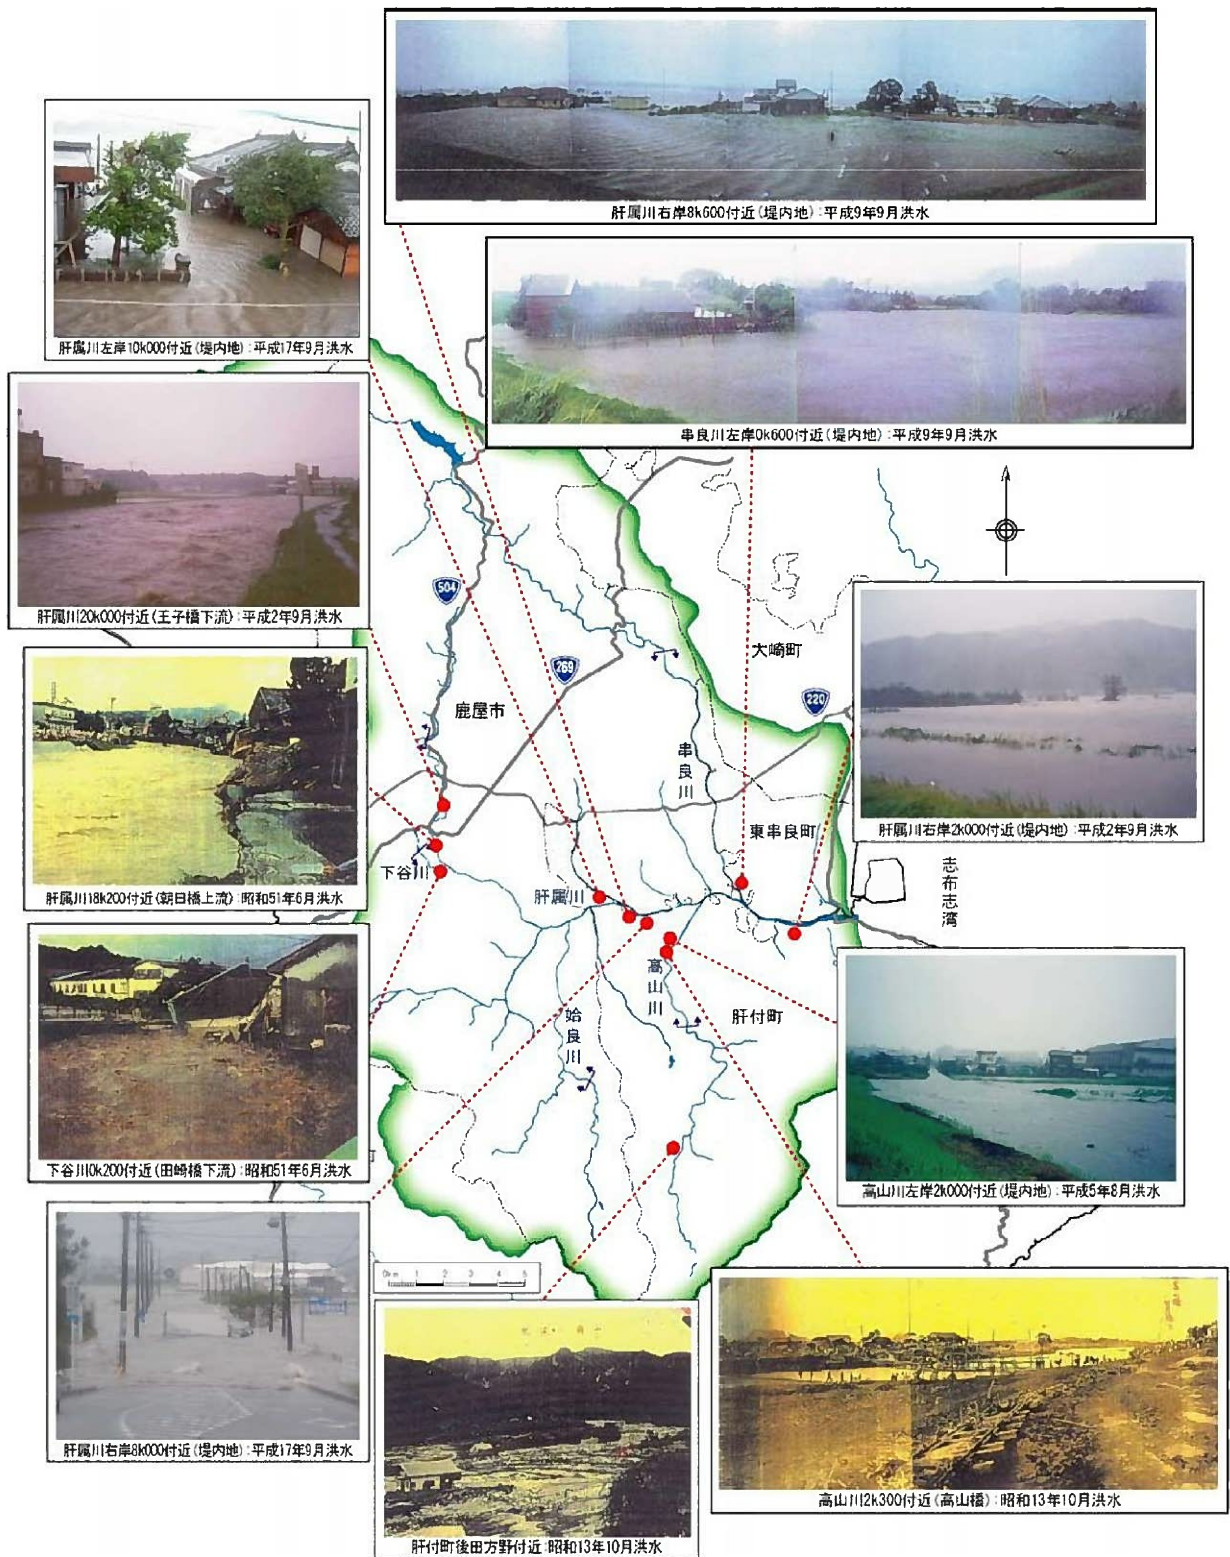 肝属川右岸8k600付近(堤内地):平成9年9月洪水
肝属川左岸10k000付近(堤内地):平成17年9月洪水
串良川左岸0k600付近(堤内地):平成9年9月洪水
肝属川20k000付近(王子橋下流):平成2年9月洪水
504
269
大崎町
220
鹿屋市
串良川
東串良町
肝属川右岸2k000付近(堤内地):平成2年9月洪水
下谷川
肝属川
志布志湾
肝属川18k200付近(朝日橋上流):昭和51年6月洪水
高山川
肝付町
姶良川
下谷川0k200付近(田崎橋下流):昭和51年6月洪水
高山川左岸2k000付近(堤内地):平成5年8月洪水
0km 1 2 3 4 5
肝属川右岸8k000付近(堤内地):平成17年9月洪水
高山川2k300付近(高山橋):昭和13年10月洪水
肝付町後田方野付近:昭和13年10月洪水